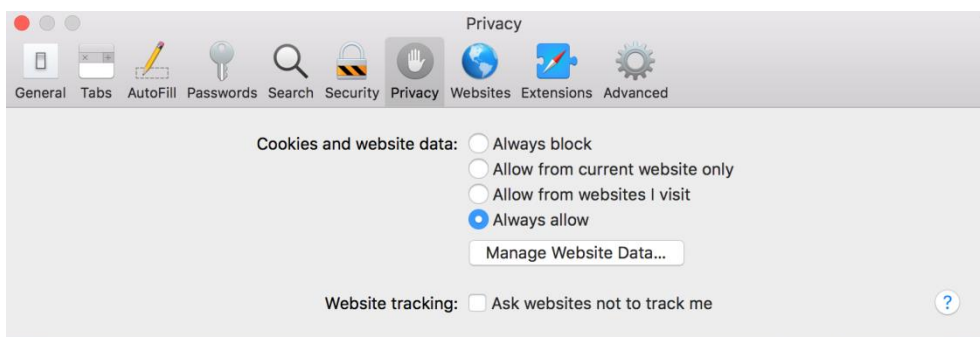 Privacy
General Tabs AutoFill Passwords Search Security Privacy Websites Extensions Advanced
Cookies and website data: Always block
Allow from current website only
Allow from websites I visit
Always allow
Manage Website Data...
Website tracking: Ask websites not to track me ?